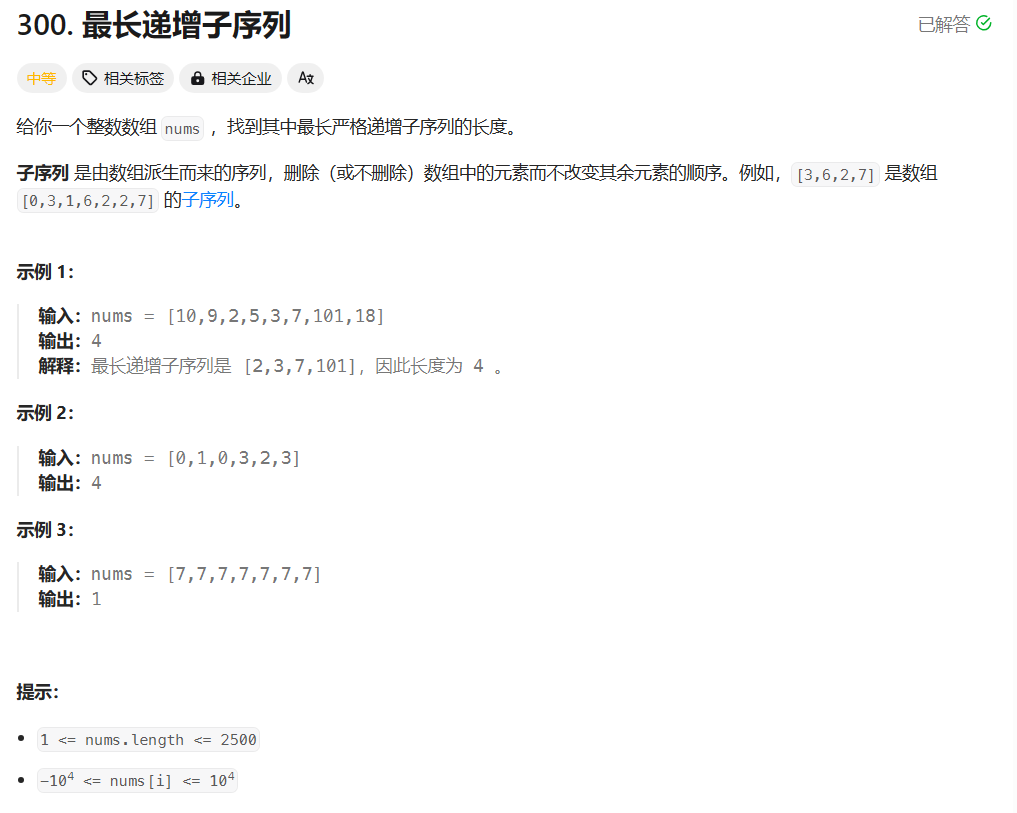 300. 最长递增子序列
已解答
中等
相关标签
相关企业
给你一个整数数组 nums ，找到其中最长严格递增子序列的长度。
子序列 是由数组派生而来的序列，删除（或不删除）数组中的元素而不改变其余元素的顺序。例如，[3,6,2,7] 是数组
[0,3,1,6,2,2,7] 的子序列。
示例 1：
输入：nums = [10,9,2,5,3,7,101,18]
输出：4
解释：最长递增子序列是 [2,3,7,101]，因此长度为 4 。
示例 2：
输入：nums = [0,1,0,3,2,3]
输出：4
示例 3：
输入：nums = [7,7,7,7,7,7,7]
输出：1
提示：
• 1 <= nums.length <= 2500
• -10⁴ <= nums[i] <= 10⁴